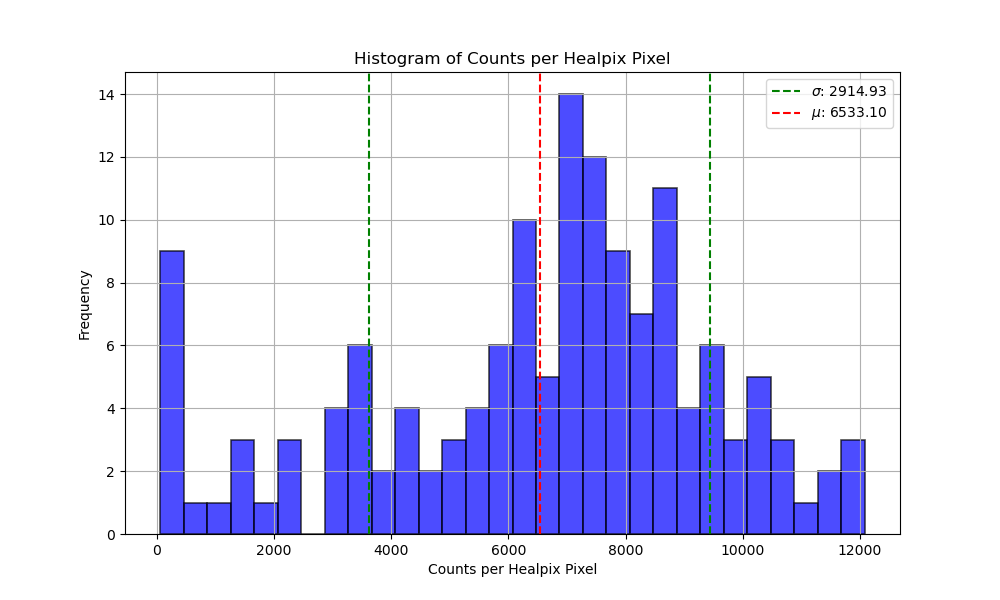 Histogram of Counts per Healpix Pixel
σ: 2914.93
μ: 6533.10
Frequency
14
12
10
8
6
4
2
0
0 2000 4000 6000 8000 10000 12000
Counts per Healpix Pixel